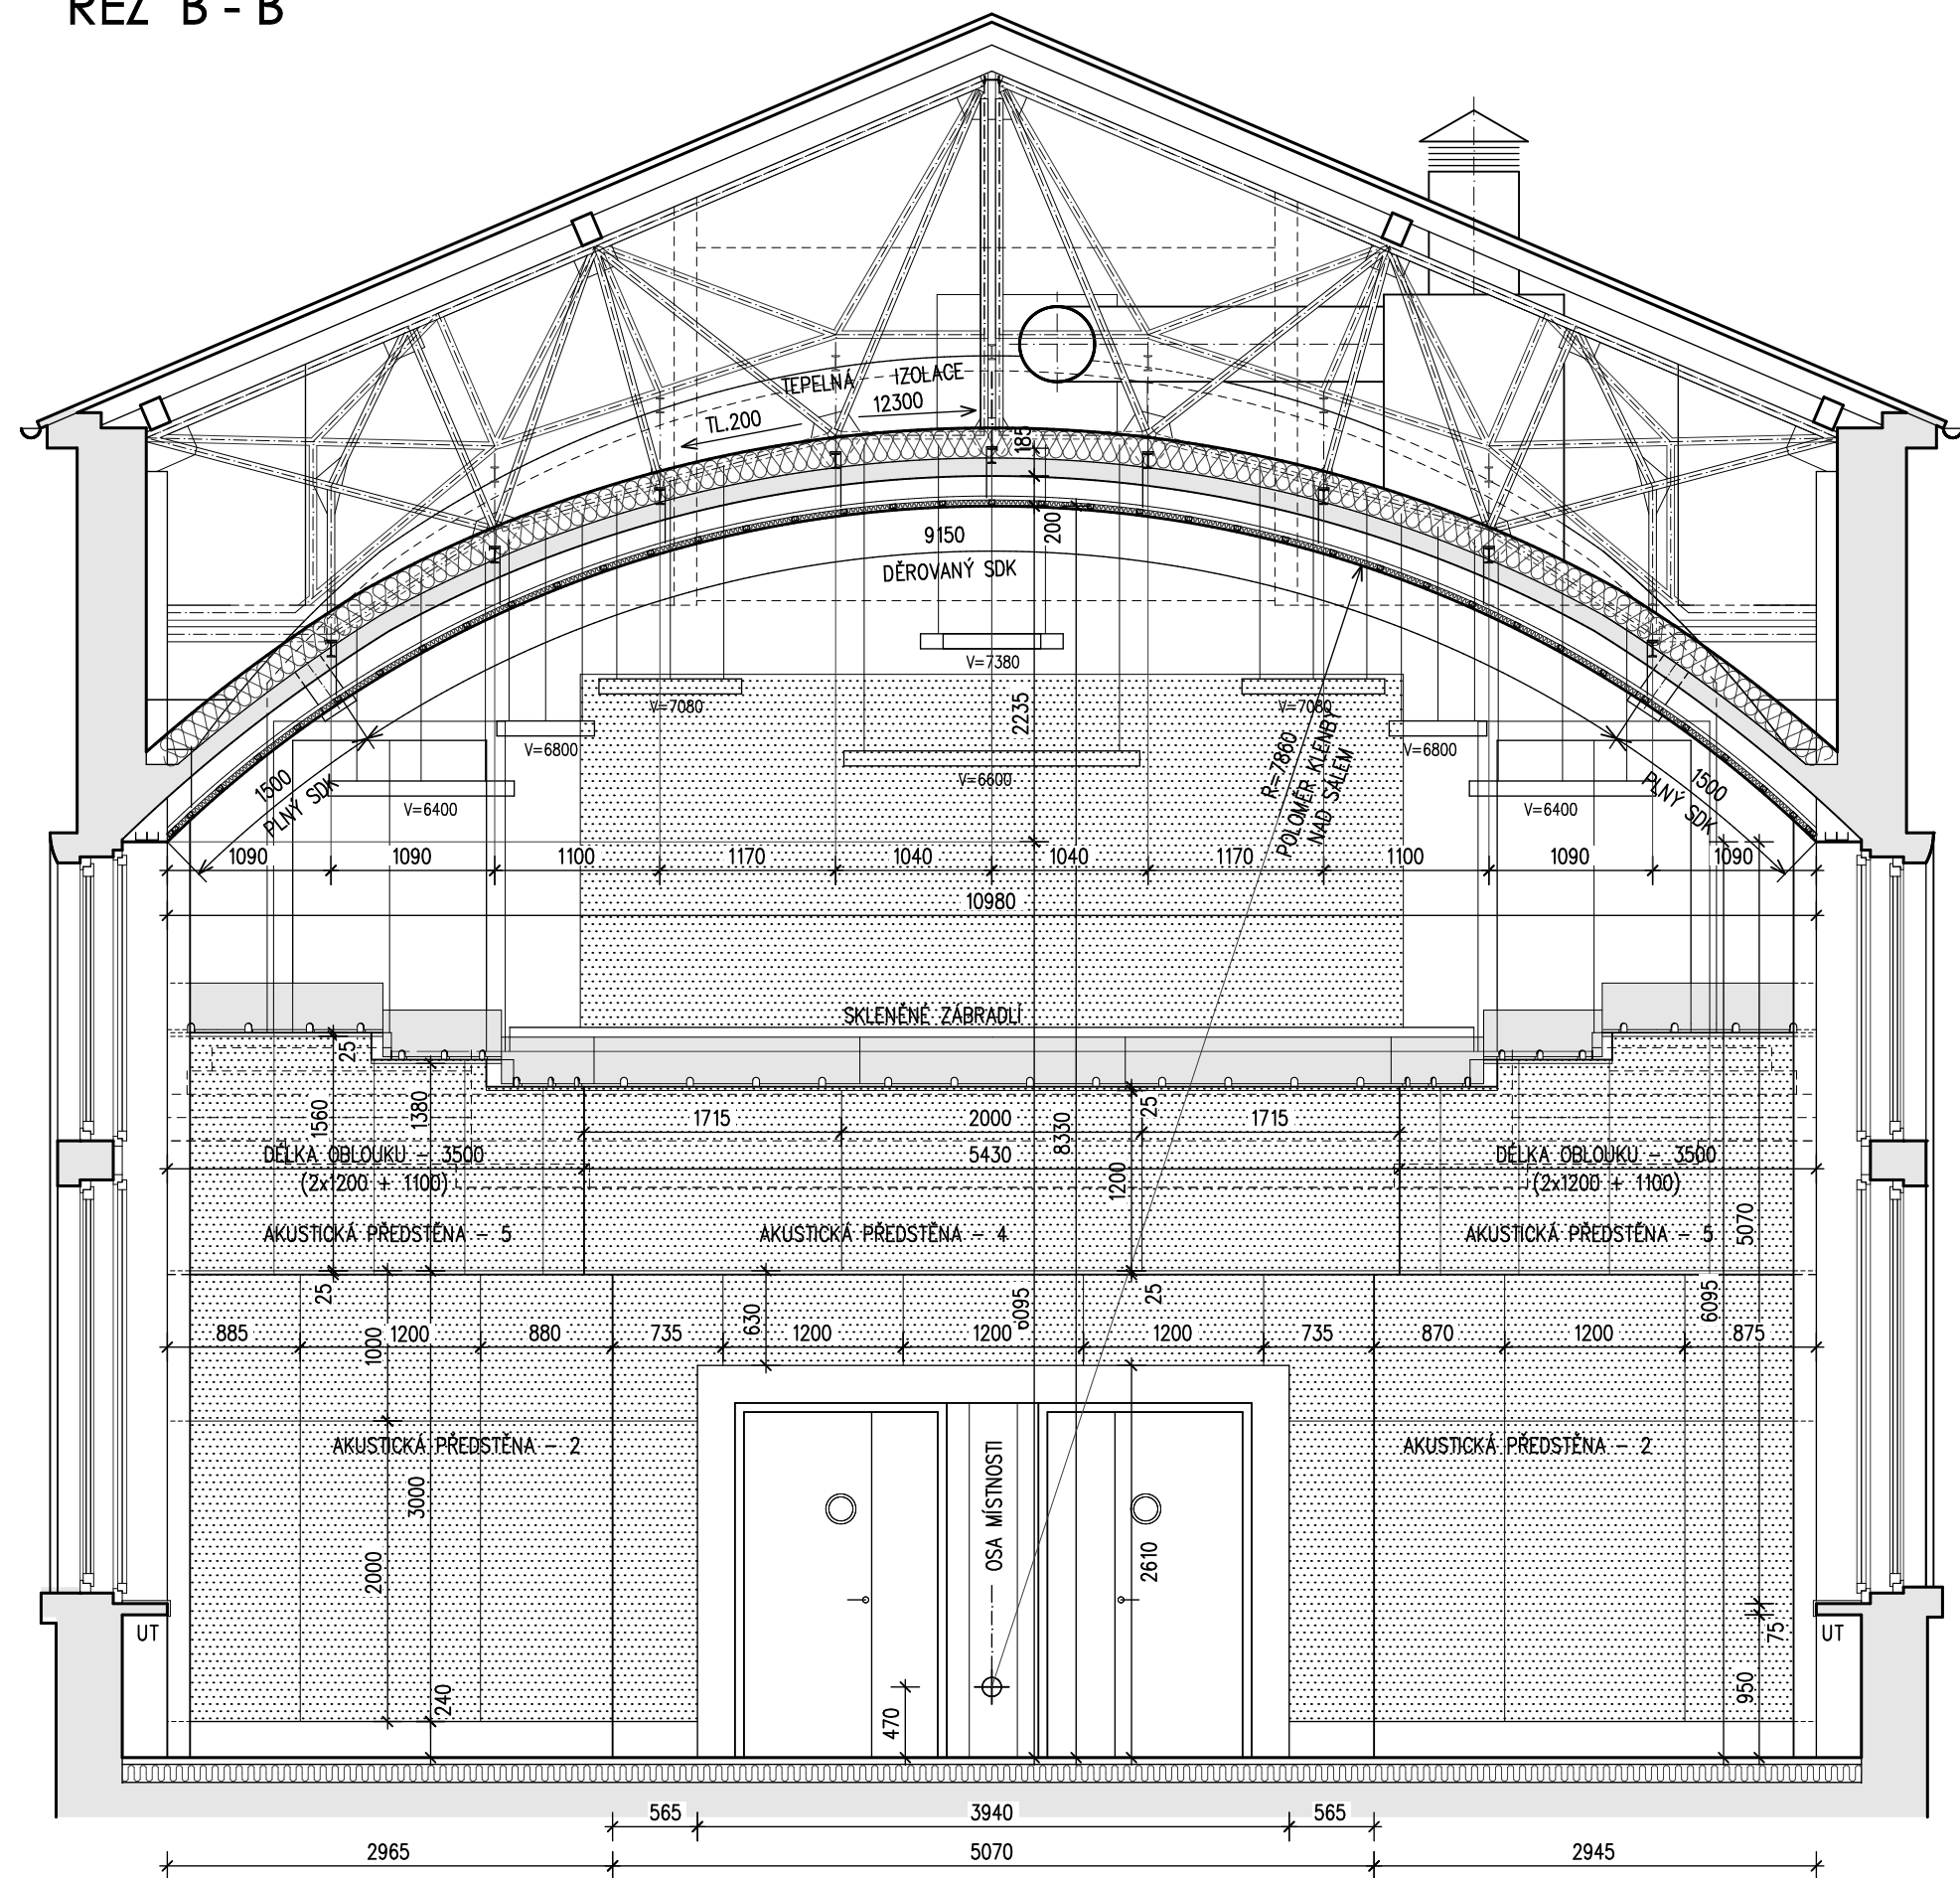 ŘEZ B - B
TEPELNÁ IZOLACE
TL.200
12300
185
200
9150
DĚROVANÝ SDK
V=7380
V=7080
V=7080
2235
V=6800
V=6800
V=6600
R=7860
POLOMĚR KLENBY
NAD SÁLEM
1500
PLNÝ SDK
1500
PLNÝ SDK
V=6400
V=6400
1090 1090 1100 1170 1040 1040 1170 1100 1090 1090
10980
SKLENĚNÉ ZÁBRADLÍ
25
1560
1380
1715 2000 1715
25
8330
1200
5430
DÉLKA OBLOUKU - 3500
(2x1200 + 1100)
DÉLKA OBLOUKU - 3500
(2x1200 + 1100)
5070
AKUSTICKÁ PŘEDSTĚNA - 5
AKUSTICKÁ PŘEDSTĚNA - 4
AKUSTICKÁ PŘEDSTĚNA - 5
25
630
6095
25
6095
885 1200 880 735 1200 1200 1200 735 870 1200 875
1000
AKUSTICKÁ PŘEDSTĚNA - 2
AKUSTICKÁ PŘEDSTĚNA - 2
3000
2000
OSA MÍSTNOSTI
2610
UT
UT
75
950
240
470
565 3940 565
2965 5070 2945